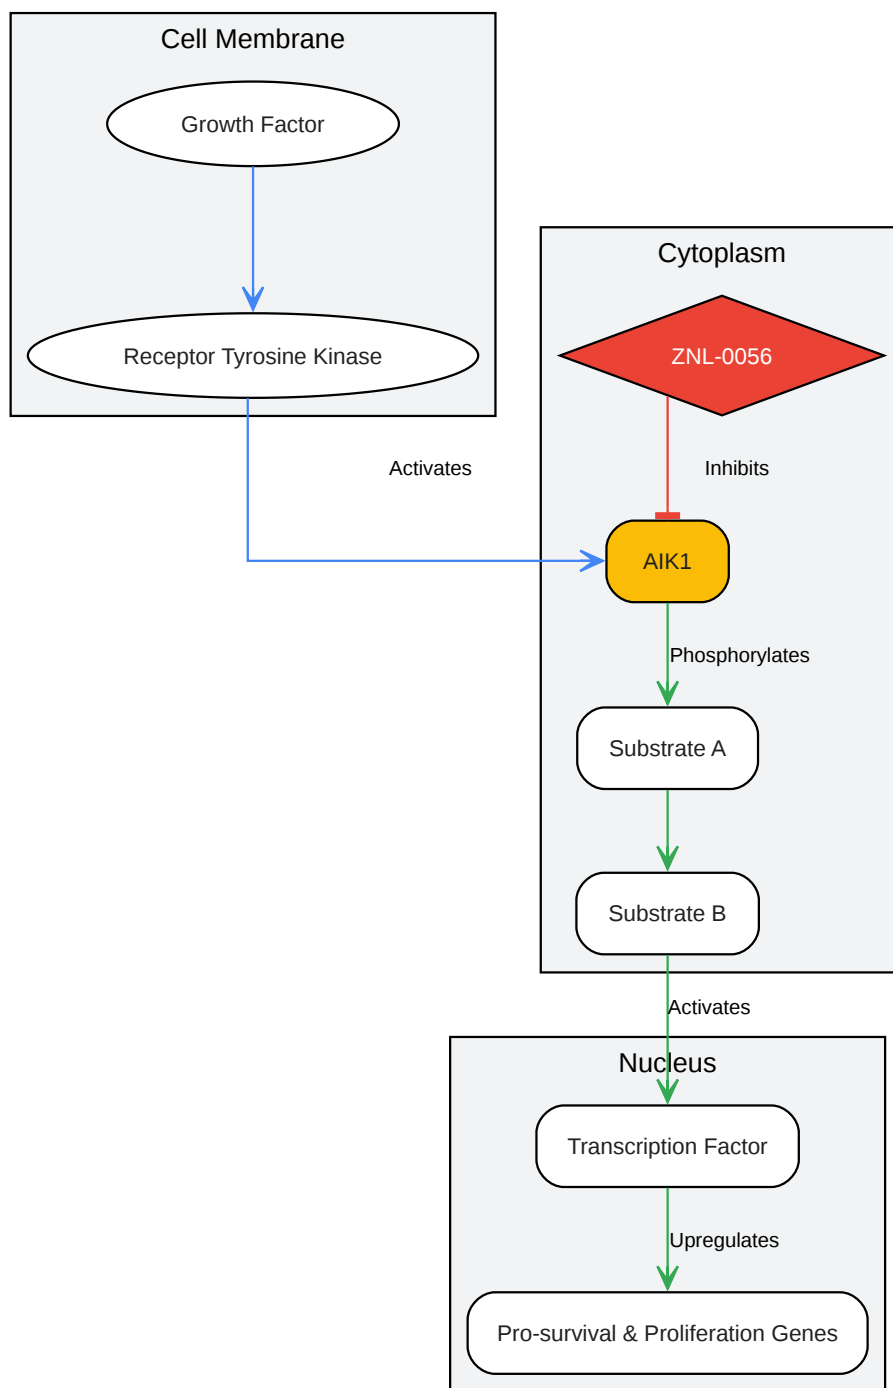 Cell Membrane
Growth Factor
Receptor Tyrosine Kinase
Activates
Cytoplasm
ZNL-0056
Inhibits
AIK1
Phosphorylates
Substrate A
Substrate B
Activates
Nucleus
Transcription Factor
Upregulates
Pro-survival & Proliferation Genes